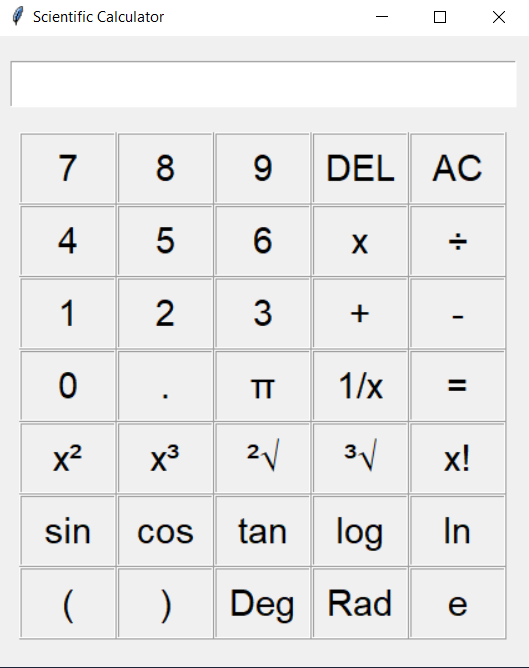 Scientific Calculator
7 8 9 DEL AC
4 5 6 x ÷
1 2 3 + -
0 . π 1/x =
x² x³ ²√ ³√ x!
sin cos tan log ln
( ) Deg Rad e